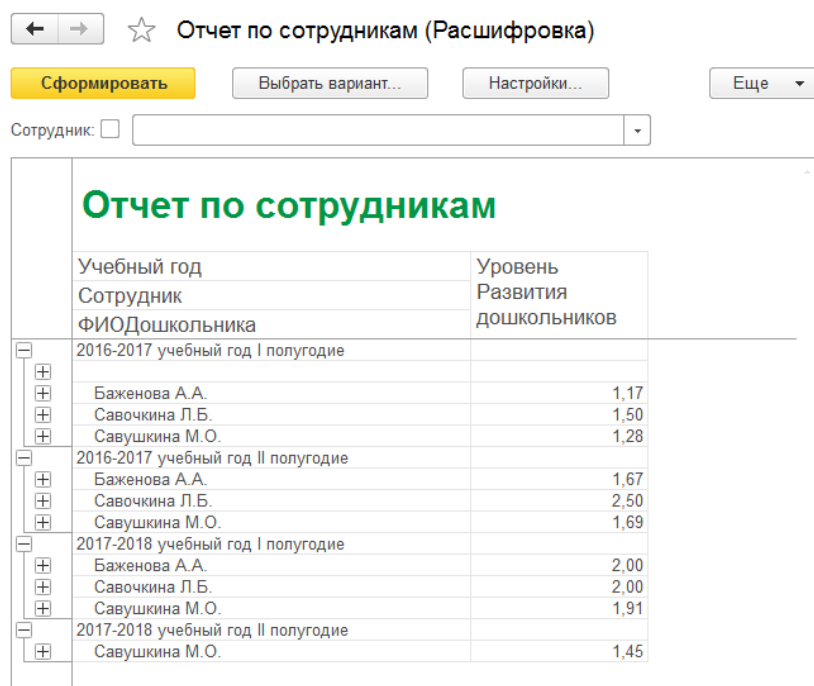 Отчет по сотрудникам (Расшифровка)
Сформировать Выбрать вариант... Настройки... Еще
Сотрудник:
Отчет по сотрудникам
Учебный год Уровень
Сотрудник Развития
ФИОДошкольника дошкольников
2016-2017 учебный год I полугодие
Баженова А.А. 1,17
Савочкина Л.Б. 1,50
Савушкина М.О. 1,28
2016-2017 учебный год II полугодие
Баженова А.А. 1,67
Савочкина Л.Б. 2,50
Савушкина М.О. 1,69
2017-2018 учебный год I полугодие
Баженова А.А. 2,00
Савочкина Л.Б. 2,00
Савушкина М.О. 1,91
2017-2018 учебный год II полугодие
Савушкина М.О. 1,45